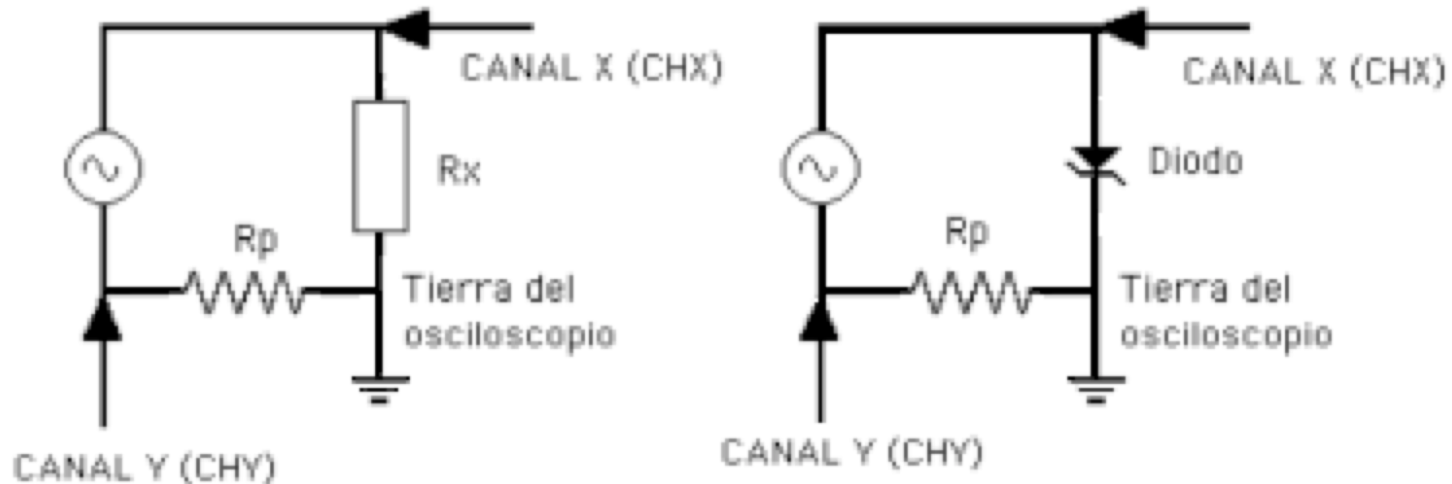 CANAL X (CHX)
Rx
Rp
Tierra del
osciloscopio
CANAL Y (CHY)
CANAL X (CHX)
Diodo
Rp
Tierra del
osciloscopio
CANAL Y (CHY)